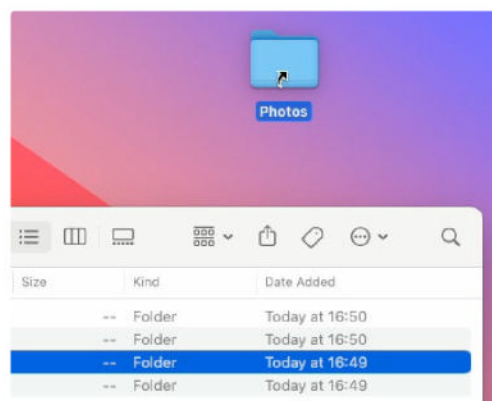 Photos
Size Kind Date Added
-- Folder Today at 16:50
-- Folder Today at 16:50
-- Folder Today at 16:49
-- Folder Today at 16:49